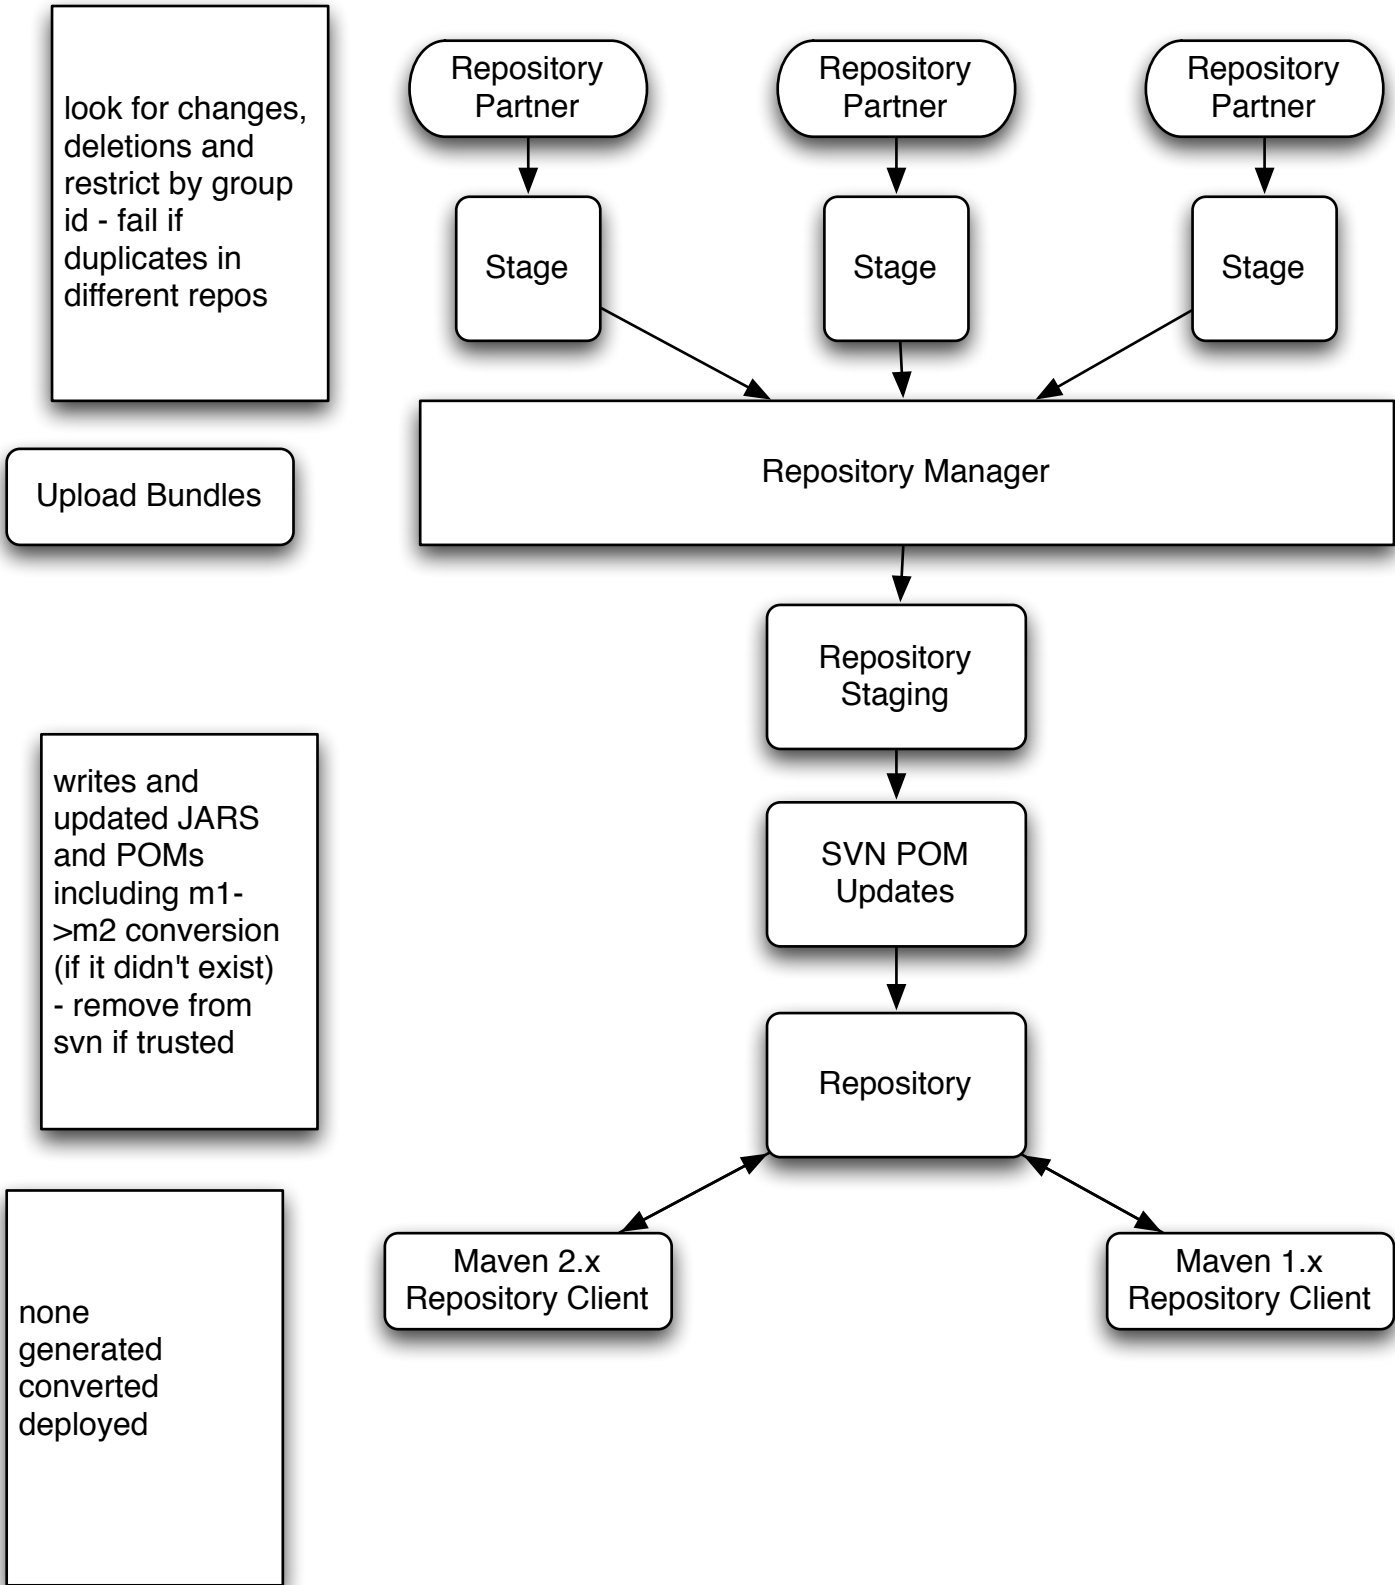 look for changes,
deletions and
restrict by group
id - fail if
duplicates in
different repos
Repository
Partner
Repository
Partner
Repository
Partner
Stage
Stage
Stage
Upload Bundles
Repository Manager
Repository
Staging
writes and
updated JARS
and POMs
including m1-
>m2 conversion
(if it didn't exist)
- remove from
svn if trusted
SVN POM
Updates
Repository
Maven 2.x
Repository Client
Maven 1.x
Repository Client
none
generated
converted
deployed